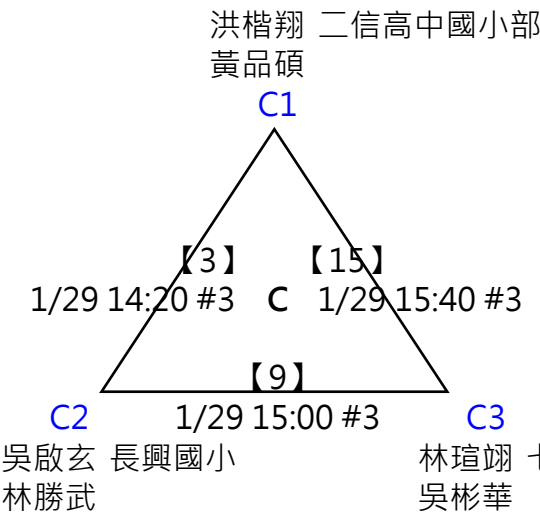 洪楷翔 二信高中國小部
黃品碩
C1
【3】 【15】
1/29 14:20 #3 C 1/29 15:40 #3
【9】
C2 1/29 15:00 #3 C3
吳啟玄 長興國小 林瑄翊
林勝武 吳彬華